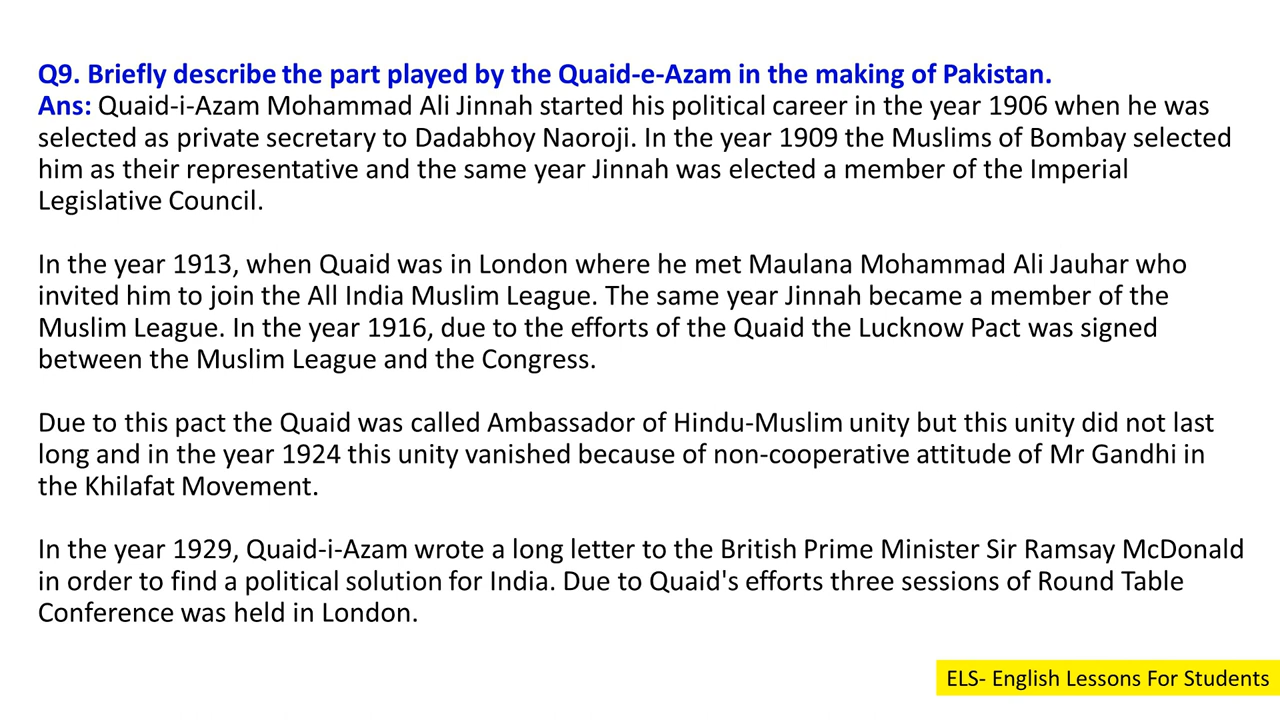 Q9. Briefly describe the part played by the Quaid-e-Azam in the making of Pakistan.
Ans: Quaid-i-Azam Mohammad Ali Jinnah started his political career in the year 1906 when he was
selected as private secretary to Dadabhoy Naoroji. In the year 1909 the Muslims of Bombay selected
him as their representative and the same year Jinnah was elected a member of the Imperial
Legislative Council.
In the year 1913, when Quaid was in London where he met Maulana Mohammad Ali Jauhar who
invited him to join the All India Muslim League. The same year Jinnah became a member of the
Muslim League. In the year 1916, due to the efforts of the Quaid the Lucknow Pact was signed
between the Muslim League and the Congress.
Due to this pact the Quaid was called Ambassador of Hindu-Muslim unity but this unity did not last
long and in the year 1924 this unity vanished because of non-cooperative attitude of Mr Gandhi in
the Khilafat Movement.
In the year 1929, Quaid-i-Azam wrote a long letter to the British Prime Minister Sir Ramsay McDonald
in order to find a political solution for India. Due to Quaid's efforts three sessions of Round Table
Conference was held in London.
ELS- English Lessons For Students